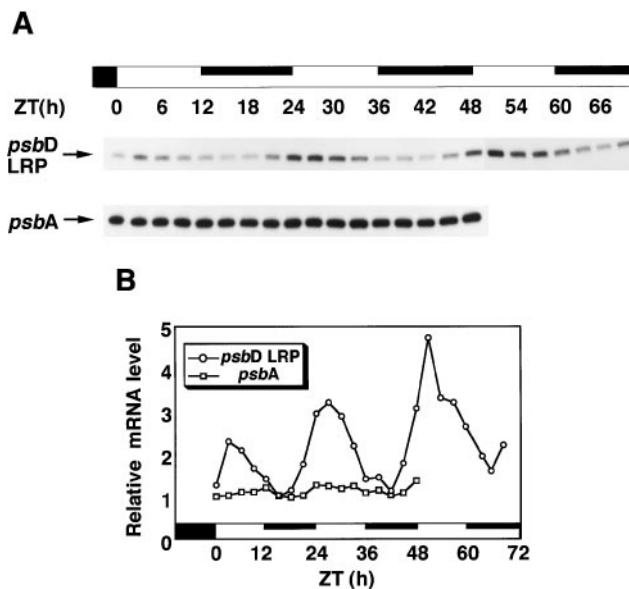 A
ZT(h) 0 6 12 18 24 30 36 42 48 54 60 66
psbD
LRP
psbA
B
Relative mRNA level
5
4
3
2
1
0
psbD LRP
psbA
0 12 24 36 48 60 72
ZT (h)